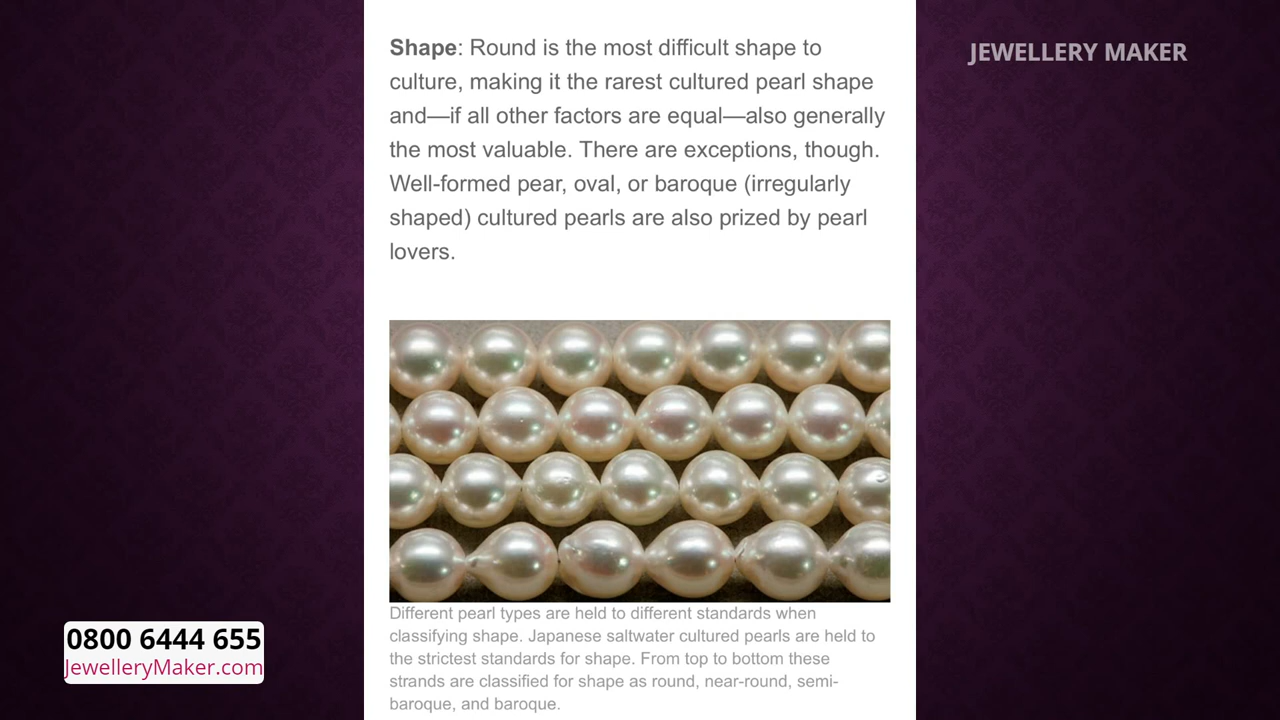 JEWELLERY MAKER
Shape: Round is the most difficult shape to
culture, making it the rarest cultured pearl shape
and—if all other factors are equal—also generally
the most valuable. There are exceptions, though.
Well-formed pear, oval, or baroque (irregularly
shaped) cultured pearls are also prized by pearl
lovers.
Different pearl types are held to different standards when
classifying shape. Japanese saltwater cultured pearls are held to
the strictest standards for shape. From top to bottom these
strands are classified for shape as round, near-round, semi-
baroque, and baroque.
0800 6444 655
JewelleryMaker.com